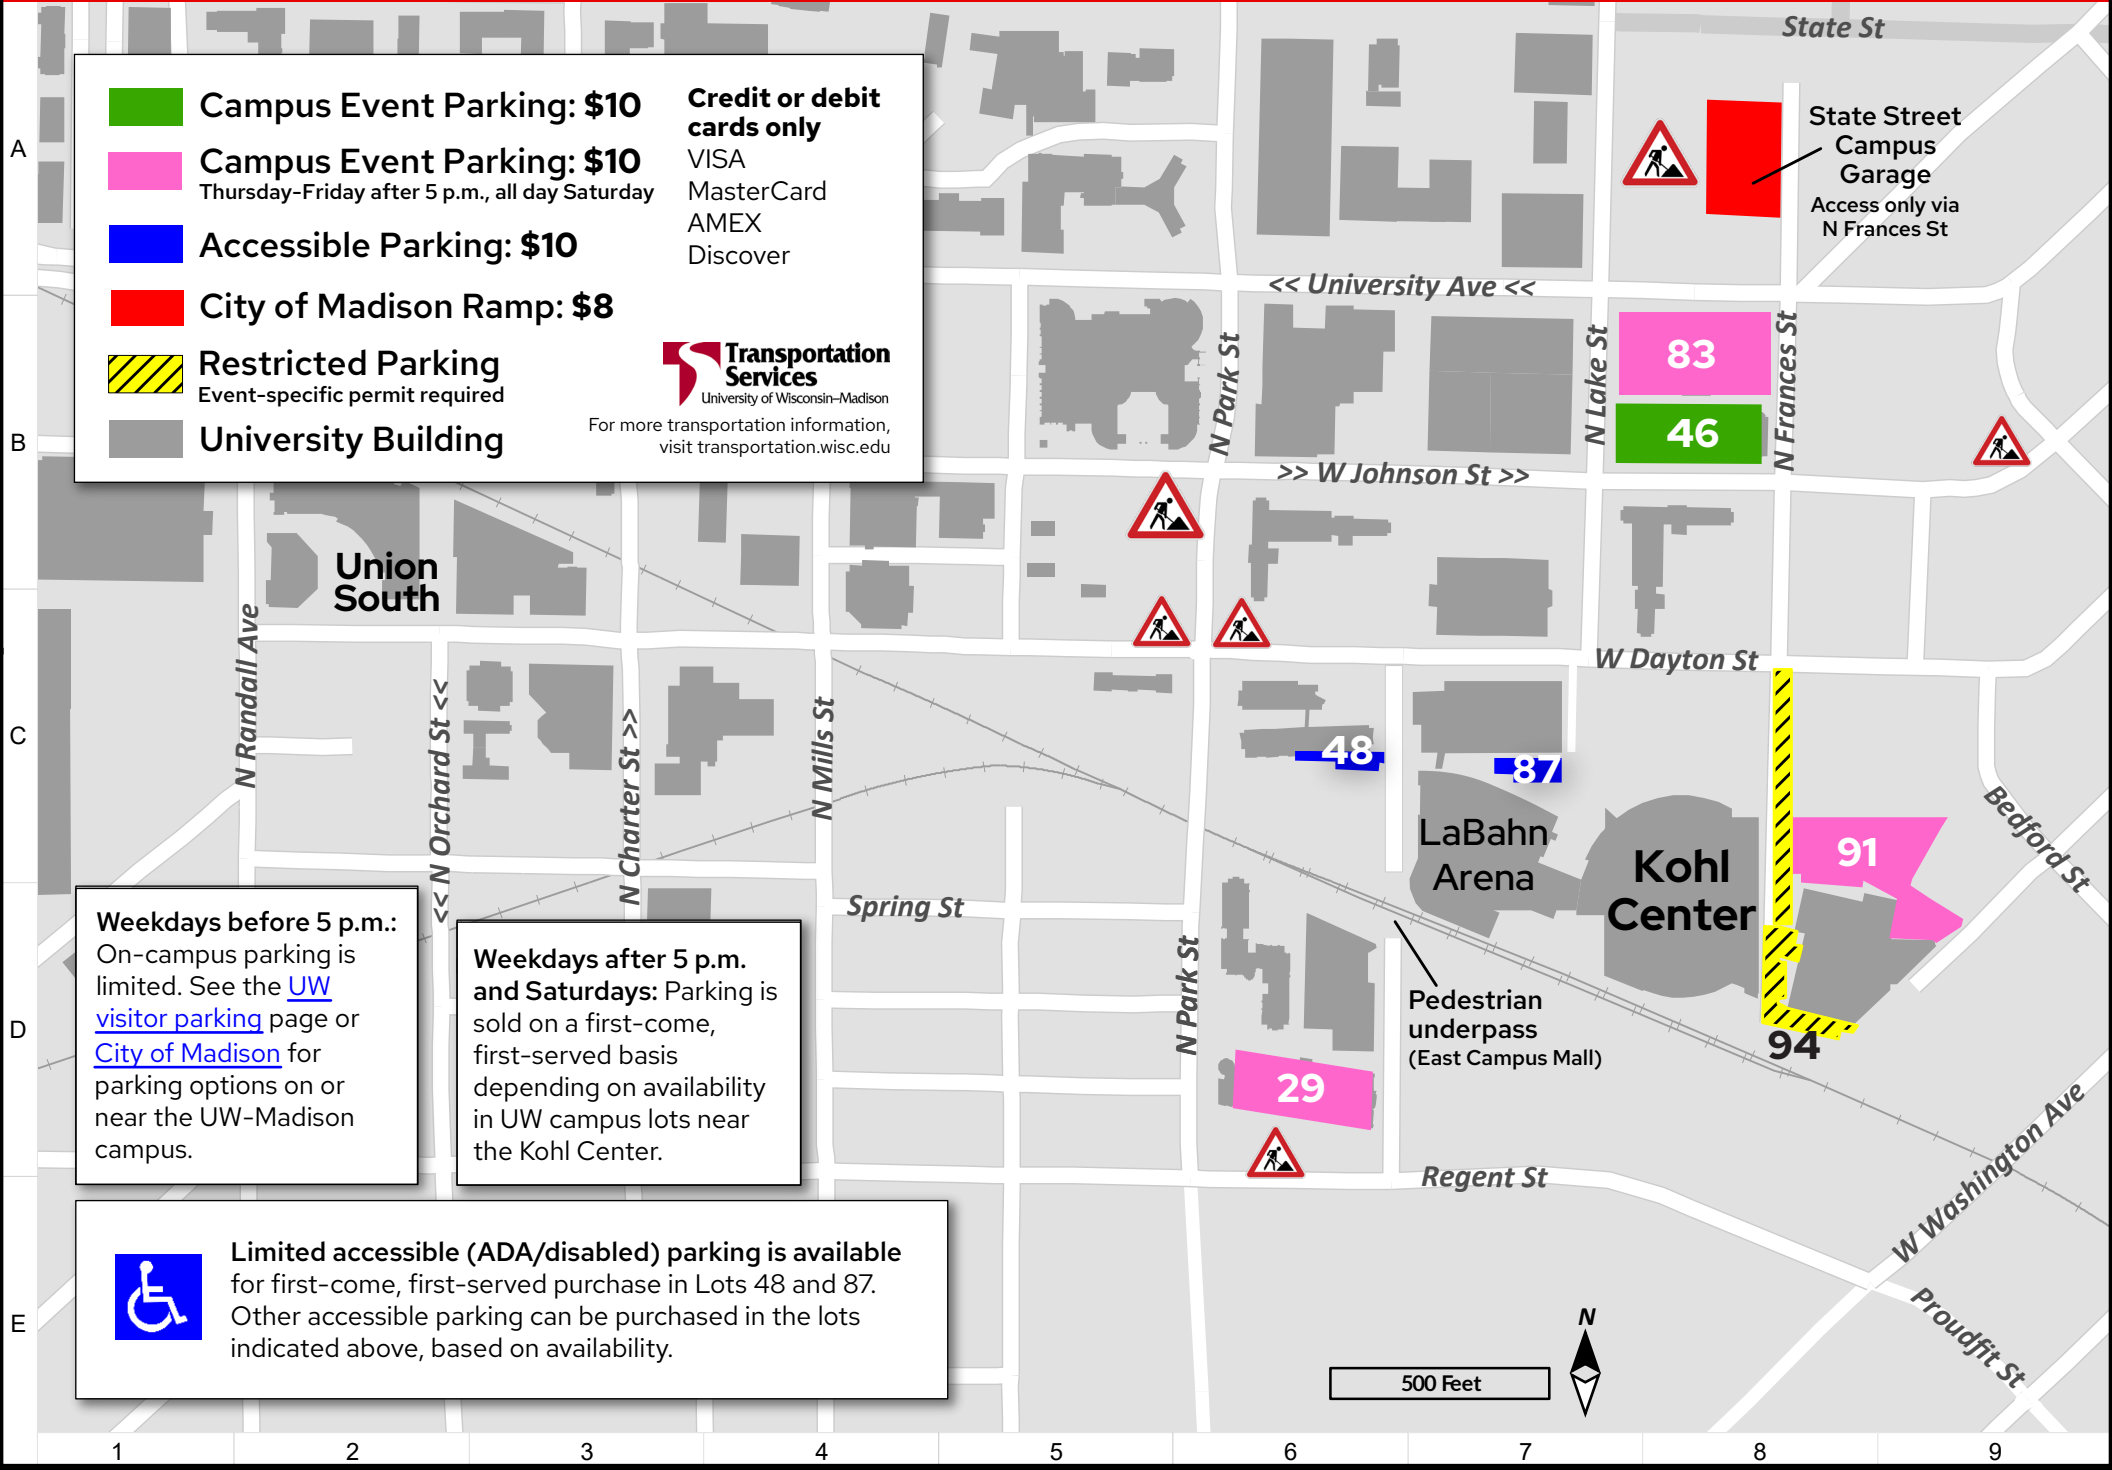 State St
Campus Event Parking: $10
Campus Event Parking: $10
Thursday-Friday after 5 p.m., all day Saturday
Accessible Parking: $10
City of Madison Ramp: $8
Restricted Parking
Event-specific permit required
University Building
Credit or debit
cards only
VISA
MasterCard
AMEX
Discover
Transportation
Services
University of Wisconsin–Madison
For more transportation information,
visit transportation.wisc.edu
State Street
Campus
Garage
Access only via
N Frances St
A
<< University Ave <<
N Park St
N Lake St
83
46
N Frances St
B
>> W Johnson St >>
Union
South
W Dayton St
N Randall Ave
<< N Orchard St <<
N Charter St >>
N Mills St
C
48
87
LaBahn
Arena
Kohl
Center
91
Bedford St
Spring St
N Park St
Pedestrian
underpass
(East Campus Mall)
94
29
D
Weekdays before 5 p.m.:
On-campus parking is
limited. See the UW
visitor parking page or
City of Madison for
parking options on or
near the UW-Madison
campus.
Weekdays after 5 p.m.
and Saturdays: Parking is
sold on a first-come,
first-served basis
depending on availability
in UW campus lots near
the Kohl Center.
Regent St
W Washington Ave
Proudfit St
E
Limited accessible (ADA/disabled) parking is available
for first-come, first-served purchase in Lots 48 and 87.
Other accessible parking can be purchased in the lots
indicated above, based on availability.
N
500 Feet
1 2 3 4 5 6 7 8 9